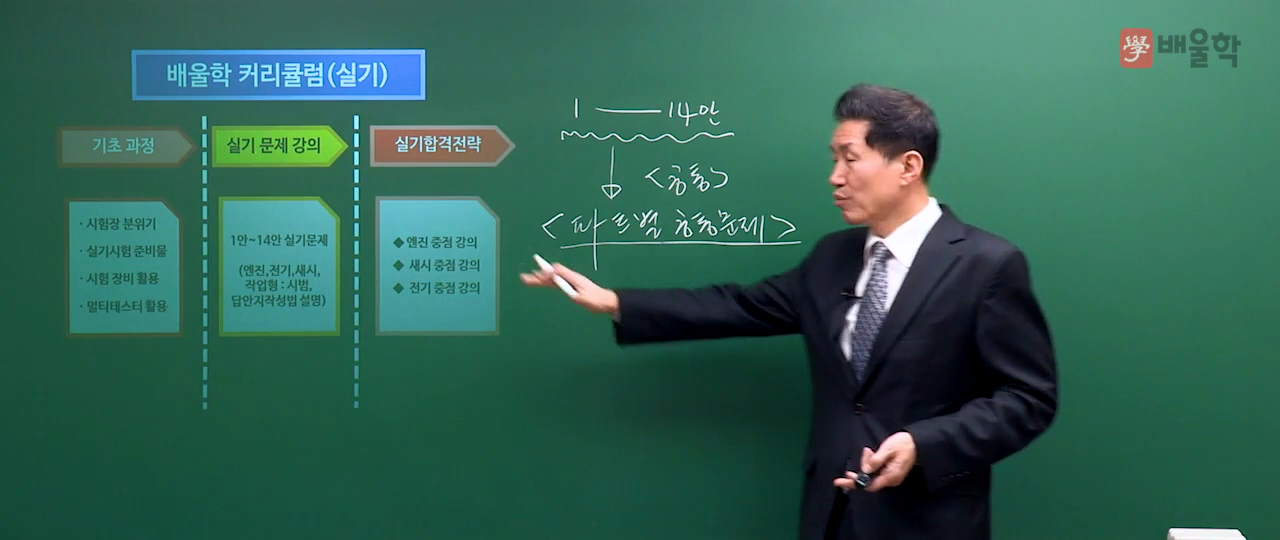 學 배울학
배울학 커리큘럼(실기)
기초 과정
· 시험장 분위기
· 실기시험 준비물
· 시험 장비 활용
· 멀티테스터 활용
실기 문제 강의
1안~14안 실기문제
(엔진,전기,섀시,
작업형 : 시범,
답안지작성법 설명)
실기합격전략
◆ 엔진 중점 강의
◆ 섀시 중점 강의
◆ 전기 중점 강의
1 — 14안
<공통>
<파트별 공통문제>